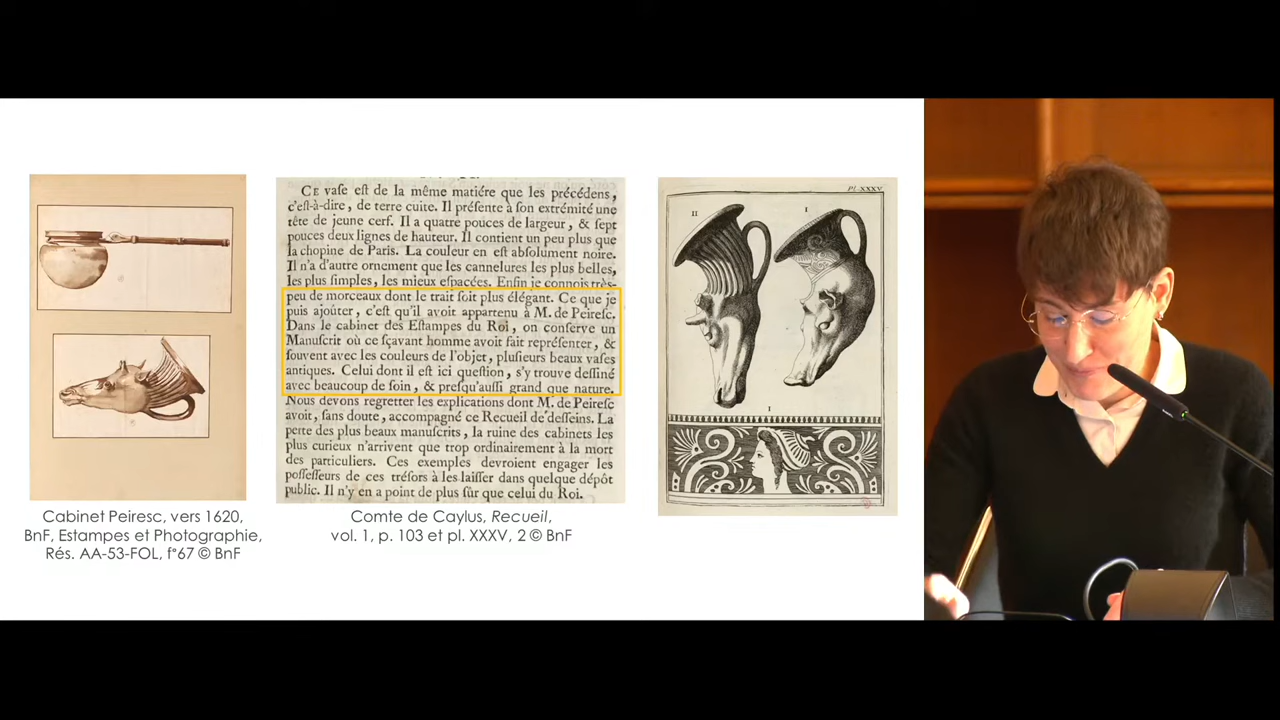 CE vaſe eſt de la même matiére que les précédens,
c'eſt-à-dire, de terre cuite. Il préſente à ſon extrémité une
tête de jeune cerf. Il a quatre pouces de largeur, & ſept
pouces deux lignes de hauteur. Il contient un peu plus que
la chopine de Paris. La couleur en eſt abſolument noire.
Il n'a d'autre ornement que les cannelures les plus belles,
les plus ſimples, les mieux eſpacées. Enfin je connois très-
peu de morceaux dont le trait ſoit plus élégant. Ce que je
puis ajoûter, c'eſt qu'il avoit appartenu à M. de Peireſc.
Dans le cabinet des Eſtampes du Roi, on conſerve un
Manuſcrit où ce ſçavant homme avoit fait repréſenter, &
ſouvent avec les couleurs de l'objet, pluſieurs beaux vaſes
antiques. Celui dont il eſt ici queſtion, s'y trouve deſſiné
avec beaucoup de ſoin, & preſqu'auſſi grand que nature.
Nous devons regretter les explications dont M. de Peireſc
avoit, ſans doute, accompagné ce Recueil de deſſeins. La
perte des plus beaux manuſcrits, la ruine des cabinets les
plus curieux n'arrivent que trop ordinairement à la mort
des particuliers. Ces exemples devroient engager les
poſſeſſeurs de ces tréſors à les laiſſer dans quelque dépôt
public. Il n'y en a point de plus ſûr que celui du Roi.
Pl. XXXV.
II
I
I
Cabinet Peiresc, vers 1620,
BnF, Estampes et Photographie,
Rés. AA-53-FOL, f°67 © BnF
Comte de Caylus, Recueil,
vol. 1, p. 103 et pl. XXXV, 2 © BnF